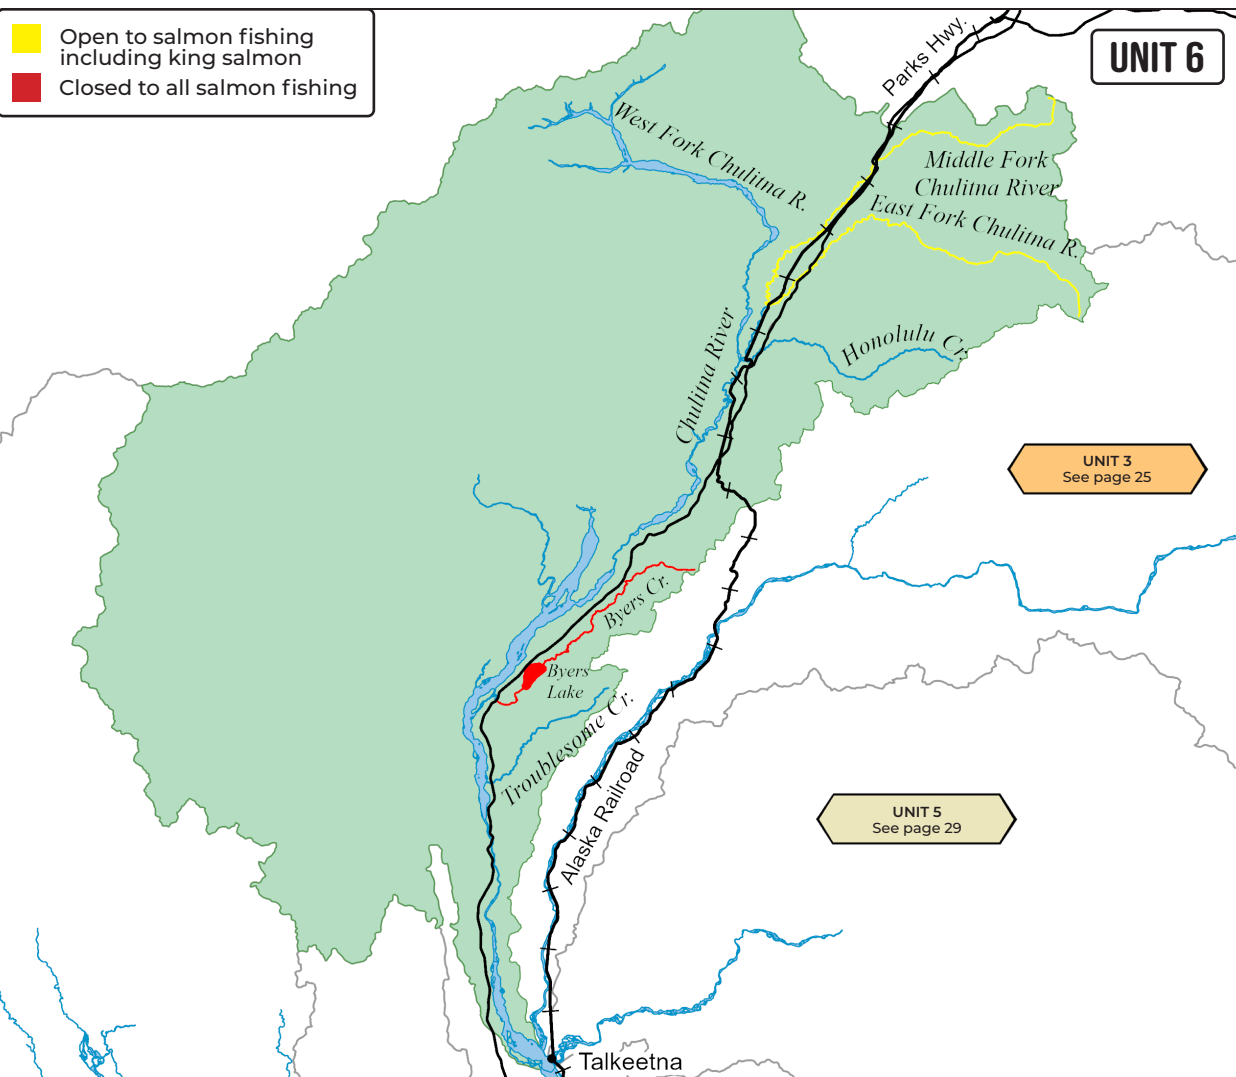 Open to salmon fishing
including king salmon
Closed to all salmon fishing
UNIT 6
Parks Hwy.
West Fork Chulitna R.
Middle Fork
Chulitna River
East Fork Chulitna R.
Chulitna River
Honolulu Cr.
UNIT 3
See page 25
Byers Cr.
Byers
Lake
Troublesome Cr.
Alaska Railroad
UNIT 5
See page 29
Talkeetna